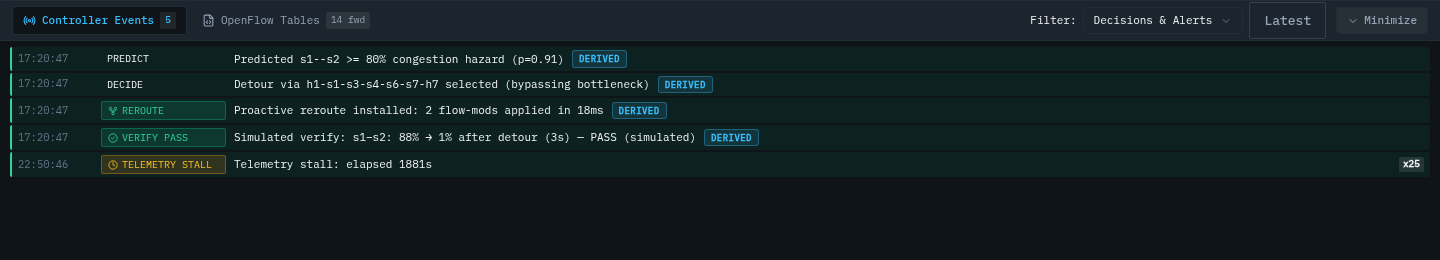 Controller Events 5 OpenFlow Tables 14 fwd Filter: Decisions & Alerts Latest Minimize
17:20:47 PREDICT Predicted s1--s2 >= 80% congestion hazard (p=0.91) DERIVED
17:20:47 DECIDE Detour via h1-s1-s3-s4-s6-s7-h7 selected (bypassing bottleneck) DERIVED
17:20:47 REROUTE Proactive reroute installed: 2 flow-mods applied in 18ms DERIVED
17:20:47 VERIFY PASS Simulated verify: s1–s2: 88% → 1% after detour (3s) — PASS (simulated) DERIVED
22:50:46 TELEMETRY STALL Telemetry stall: elapsed 1881s x25